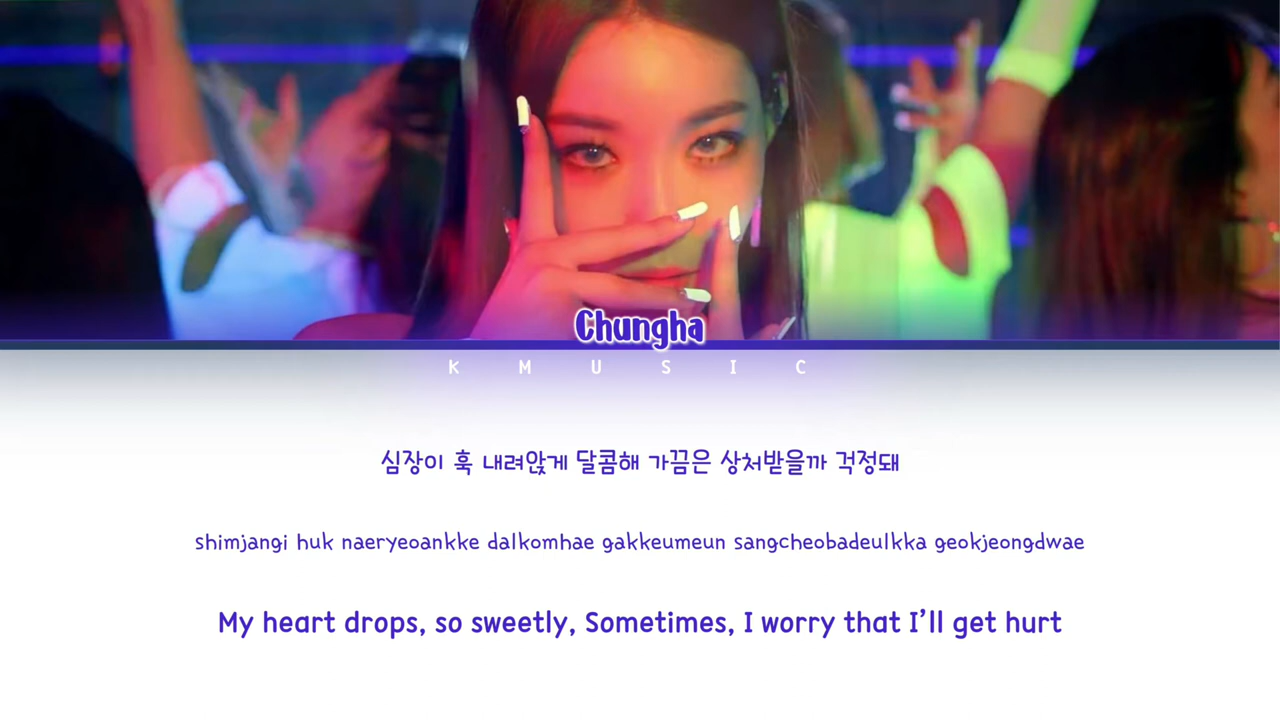 Chungha
K M U S I C
심장이 훅 내려앉게 달콤해 가끔은 상처받을까 걱정돼
shimjangi huk naeryeoankke dalkomhae gakkeumeun sangcheobadeulkka geokjeongdwae
My heart drops, so sweetly, Sometimes, I worry that I’ll get hurt